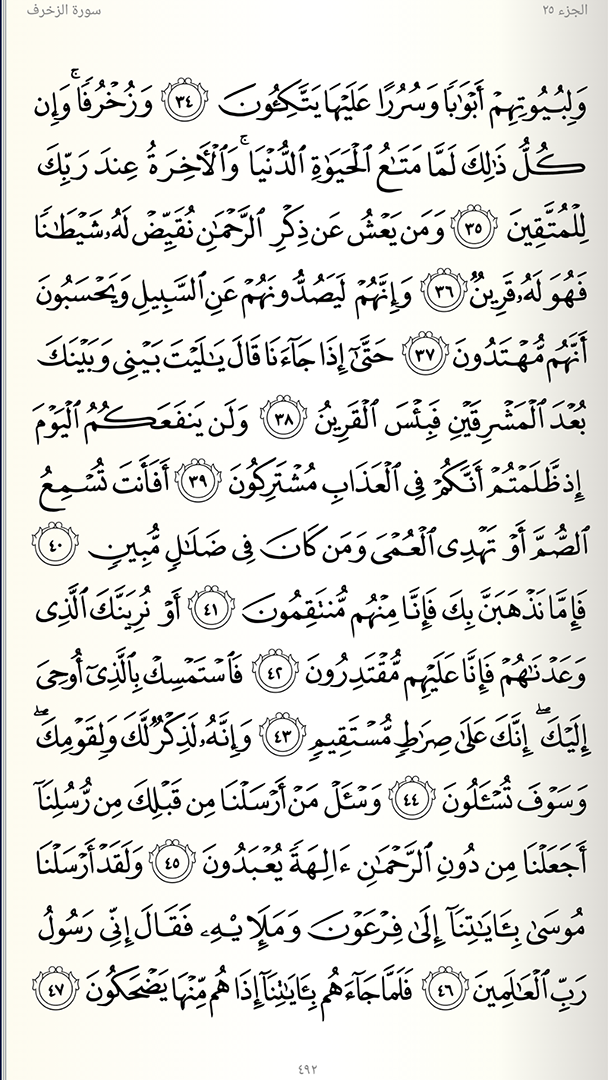 سورة الزخرف
الجزء ٢٥
وَلِبُيُوتِهِمْ أَبْوَٰبًا وَسُرُرًا عَلَيْهَا يَتَّكِـُٔونَ ٣٤ وَزُخْرُفًا ۚ وَإِن
كُلُّ ذَٰلِكَ لَمَّا مَتَـٰعُ ٱلْحَيَوٰةِ ٱلدُّنْيَا ۚ وَٱلْـَٔاخِرَةُ عِندَ رَبِّكَ
لِلْمُتَّقِينَ ٣٥ وَمَن يَعْشُ عَن ذِكْرِ ٱلرَّحْمَـٰنِ نُقَيِّضْ لَهُۥ شَيْطَـٰنًا
فَهُوَ لَهُۥ قَرِينٌ ٣٦ وَإِنَّهُمْ لَيَصُدُّونَهُمْ عَنِ ٱلسَّبِيلِ وَيَحْسَبُونَ
أَنَّهُم مُّهْتَدُونَ ٣٧ حَتَّىٰٓ إِذَا جَآءَنَا قَالَ يَـٰلَيْتَ بَيْنِى وَبَيْنَكَ
بُعْدَ ٱلْمَشْرِقَيْنِ فَبِئْسَ ٱلْقَرِينُ ٣٨ وَلَن يَنفَعَكُمُ ٱلْيَوْمَ
إِذ ظَّلَمْتُمْ أَنَّكُمْ فِى ٱلْعَذَابِ مُشْتَرِكُونَ ٣٩ أَفَأَنتَ تُسْمِعُ
ٱلصُّمَّ أَوْ تَهْدِى ٱلْعُمْىَ وَمَن كَانَ فِى ضَلَـٰلٍ مُّبِينٍ ٤٠
فَإِمَّا نَذْهَبَنَّ بِكَ فَإِنَّا مِنْهُم مُّنتَقِمُونَ ٤١ أَوْ نُرِيَنَّكَ ٱلَّذِى
وَعَدْنَـٰهُمْ فَإِنَّا عَلَيْهِم مُّقْتَدِرُونَ ٤٢ فَٱسْتَمْسِكْ بِٱلَّذِىٓ أُوحِىَ
إِلَيْكَ ۖ إِنَّكَ عَلَىٰ صِرَٰطٍ مُّسْتَقِيمٍ ٤٣ وَإِنَّهُۥ لَذِكْرٌ لَّكَ وَلِقَوْمِكَ ۖ
وَسَوْفَ تُسْـَٔلُونَ ٤٤ وَسْـَٔلْ مَنْ أَرْسَلْنَا مِن قَبْلِكَ مِن رُّسُلِنَآ
أَجَعَلْنَا مِن دُونِ ٱلرَّحْمَـٰنِ ءَالِهَةً يُعْبَدُونَ ٤٥ وَلَقَدْ أَرْسَلْنَا
مُوسَىٰ بِـَٔايَـٰتِنَآ إِلَىٰ فِرْعَوْنَ وَمَلَإِي۟هِۦ فَقَالَ إِنِّى رَسُولُ
رَبِّ ٱلْعَـٰلَمِينَ ٤٦ فَلَمَّا جَآءَهُم بِـَٔايَـٰتِنَآ إِذَا هُم مِّنْهَا يَضْحَكُونَ ٤٧
٤٩٢